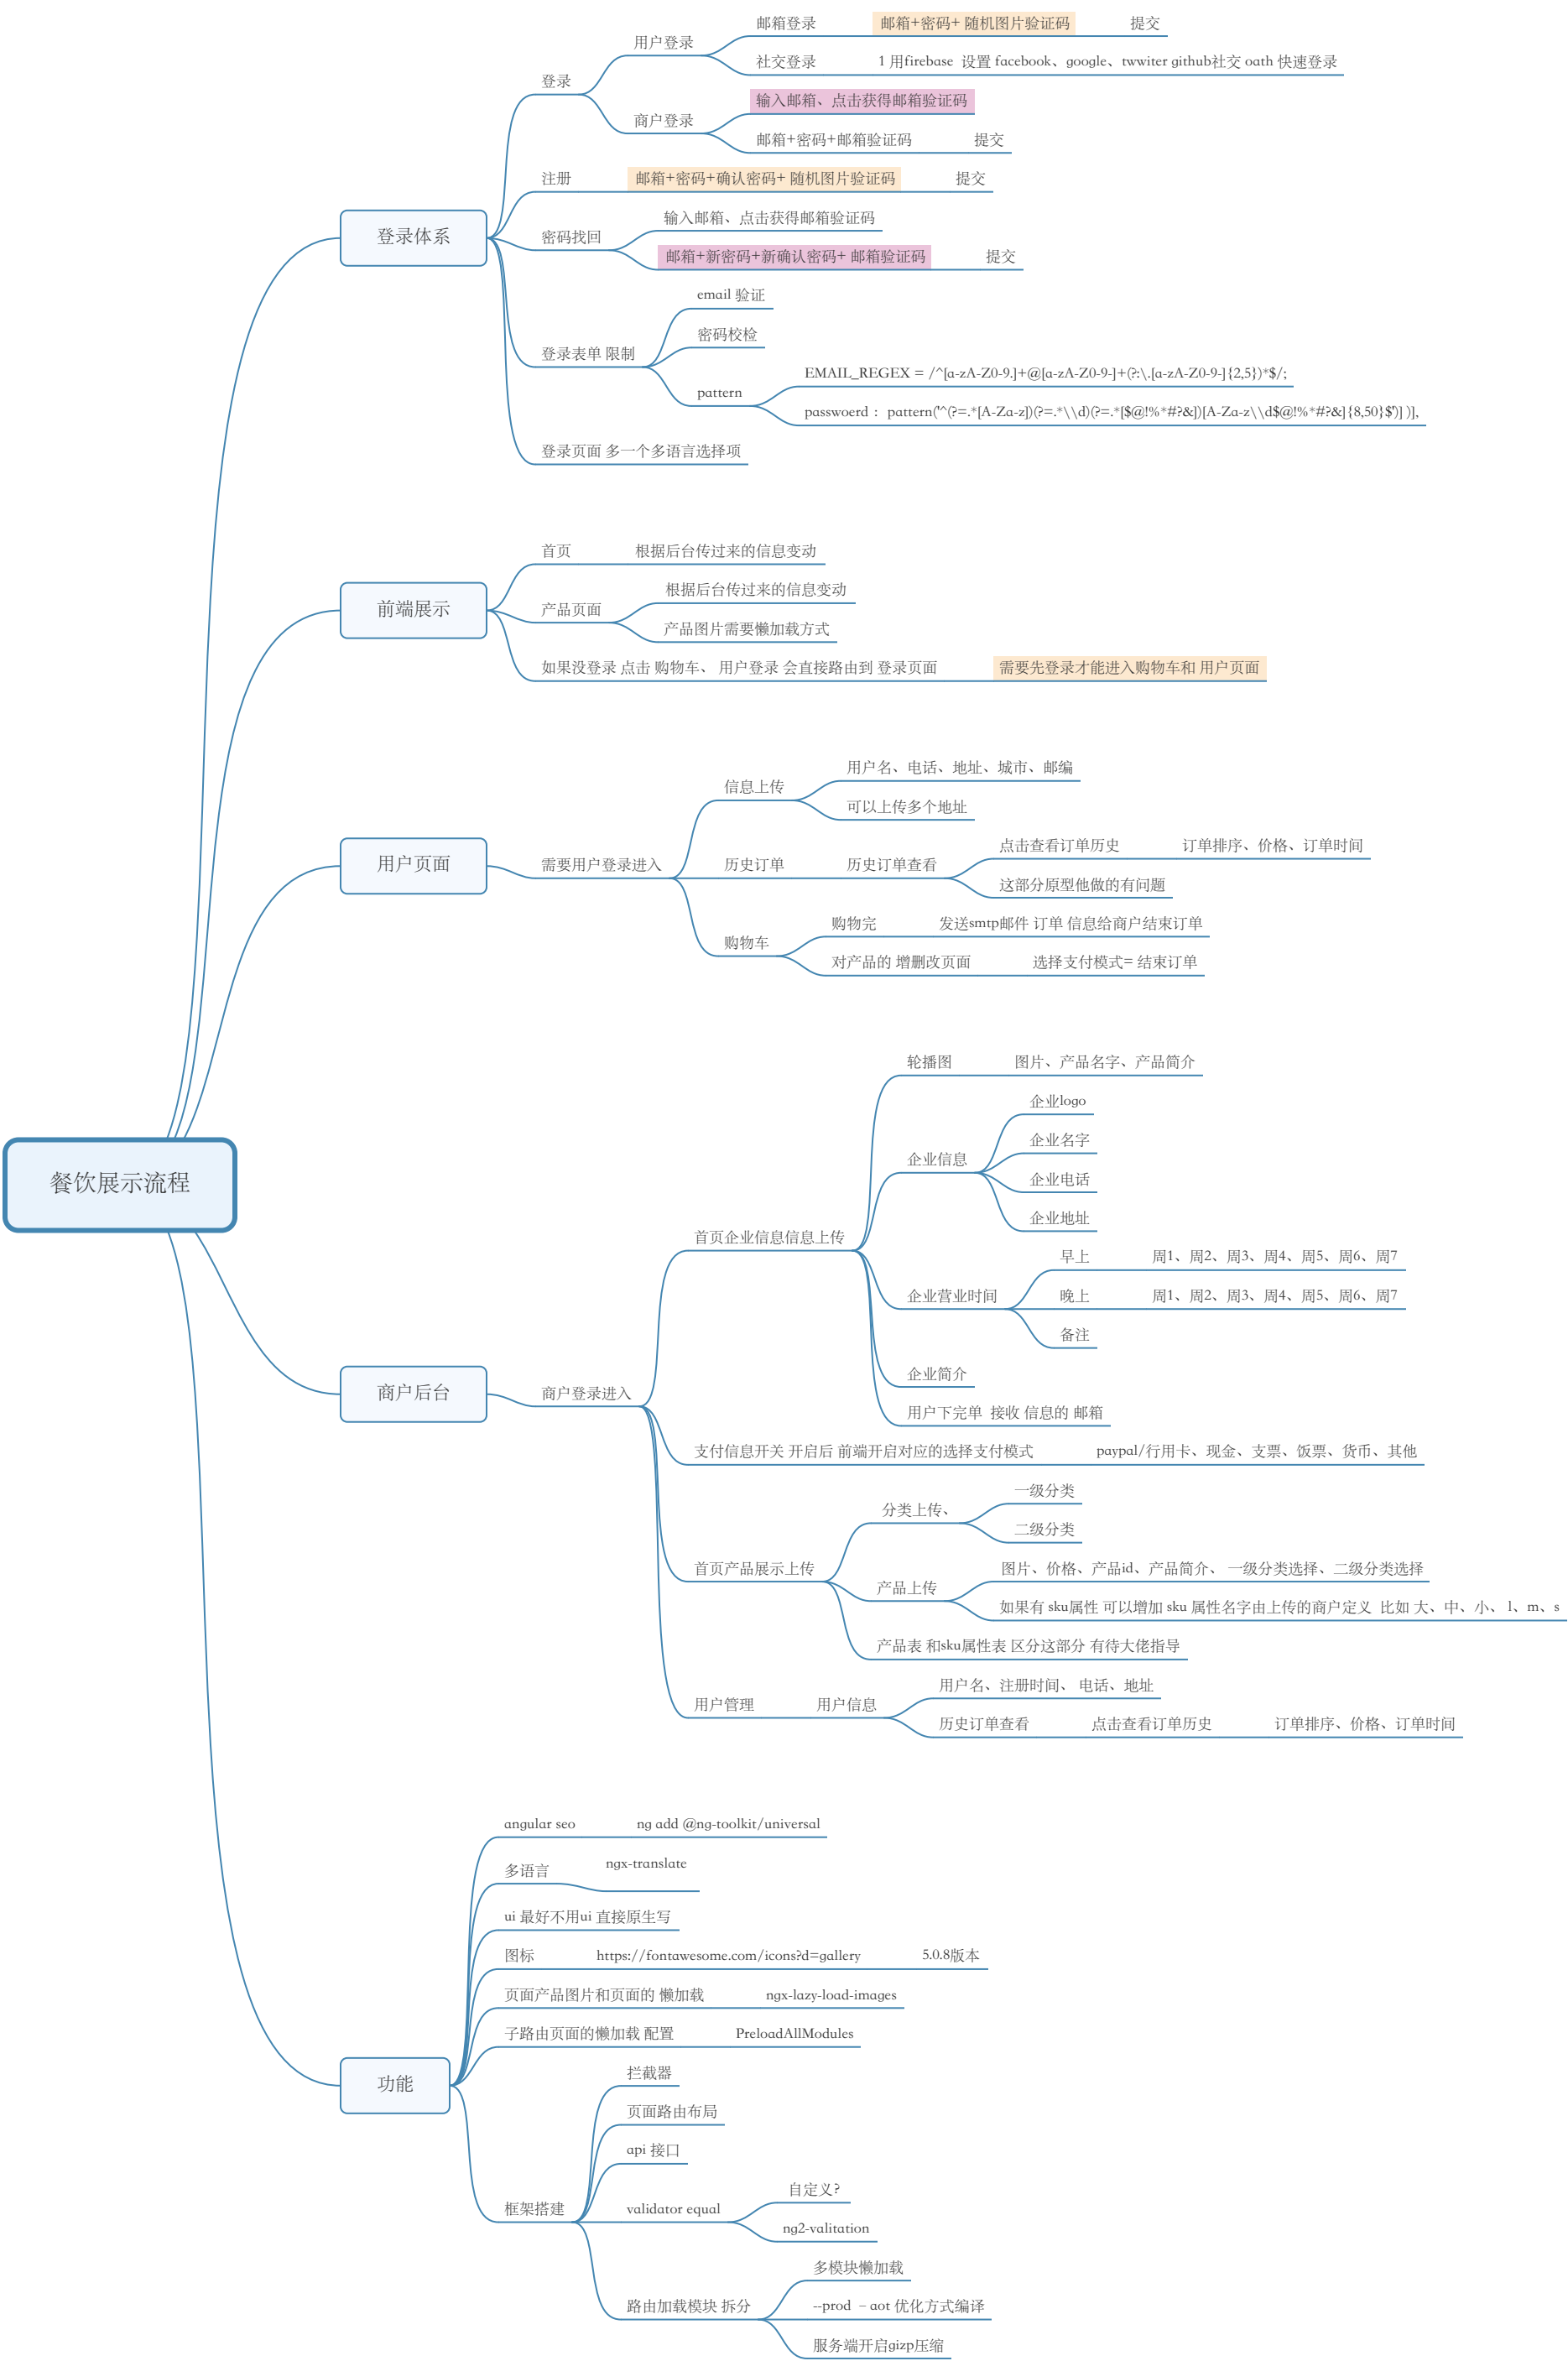 餐饮展示流程
登录体系
登录
用户登录
邮箱登录 邮箱+密码+ 随机图片验证码 提交
社交登录 1 用firebase 设置 facebook、google、twwiter github社交 oath 快速登录
商户登录
输入邮箱、点击获得邮箱验证码
邮箱+密码+邮箱验证码 提交
注册 邮箱+密码+确认密码+ 随机图片验证码 提交
密码找回
输入邮箱、点击获得邮箱验证码
邮箱+新密码+新确认密码+ 邮箱验证码 提交
登录表单 限制
email 验证
密码校检
pattern
EMAIL_REGEX = /^[a-zA-Z0-9.]+@[a-zA-Z0-9-]+(?:\.[a-zA-Z0-9-]{2,5})*$/;
passwoerd : pattern('^(?=.*[A-Za-z])(?=.*\\d)(?=.*[$@!%*#?&])[A-Za-z\\d$@!%*#?&]{8,50}$')] )],
登录页面 多一个多语言选择项
前端展示
首页 根据后台传过来的信息变动
产品页面
根据后台传过来的信息变动
产品图片需要懒加载方式
如果没登录 点击 购物车、 用户登录 会直接路由到 登录页面 需要先登录才能进入购物车和 用户页面
用户页面
需要用户登录进入
信息上传
用户名、电话、地址、城市、邮编
可以上传多个地址
历史订单 历史订单查看
点击查看订单历史 订单排序、价格、订单时间
这部分原型他做的有问题
购物车
购物完 发送smtp邮件 订单 信息给商户结束订单
对产品的 增删改页面 选择支付模式= 结束订单
商户后台
商户登录进入
首页企业信息信息上传
轮播图 图片、产品名字、产品简介
企业信息
企业logo
企业名字
企业电话
企业地址
企业营业时间
早上 周1、周2、周3、周4、周5、周6、周7
晚上 周1、周2、周3、周4、周5、周6、周7
备注
企业简介
用户下完单 接收 信息的 邮箱
支付信息开关 开启后 前端开启对应的选择支付模式 paypal/行用卡、现金、支票、饭票、货币、其他
首页产品展示上传
分类上传、
一级分类
二级分类
产品上传
图片、价格、产品id、产品简介、 一级分类选择、二级分类选择
如果有 sku属性 可以增加 sku 属性名字由上传的商户定义 比如 大、中、小、 l、m、s
产品表 和sku属性表 区分这部分 有待大佬指导
用户管理 用户信息
用户名、注册时间、 电话、地址
历史订单查看 点击查看订单历史 订单排序、价格、订单时间
功能
angular seo ng add @ng-toolkit/universal
多语言 ngx-translate
ui 最好不用ui 直接原生写
图标 https://fontawesome.com/icons?d=gallery 5.0.8版本
页面产品图片和页面的 懒加载 ngx-lazy-load-images
子路由页面的懒加载 配置 PreloadAllModules
框架搭建
拦截器
页面路由布局
api 接口
validator equal
自定义?
ng2-valitation
路由加载模块 拆分
多模块懒加载
--prod – aot 优化方式编译
服务端开启gizp压缩